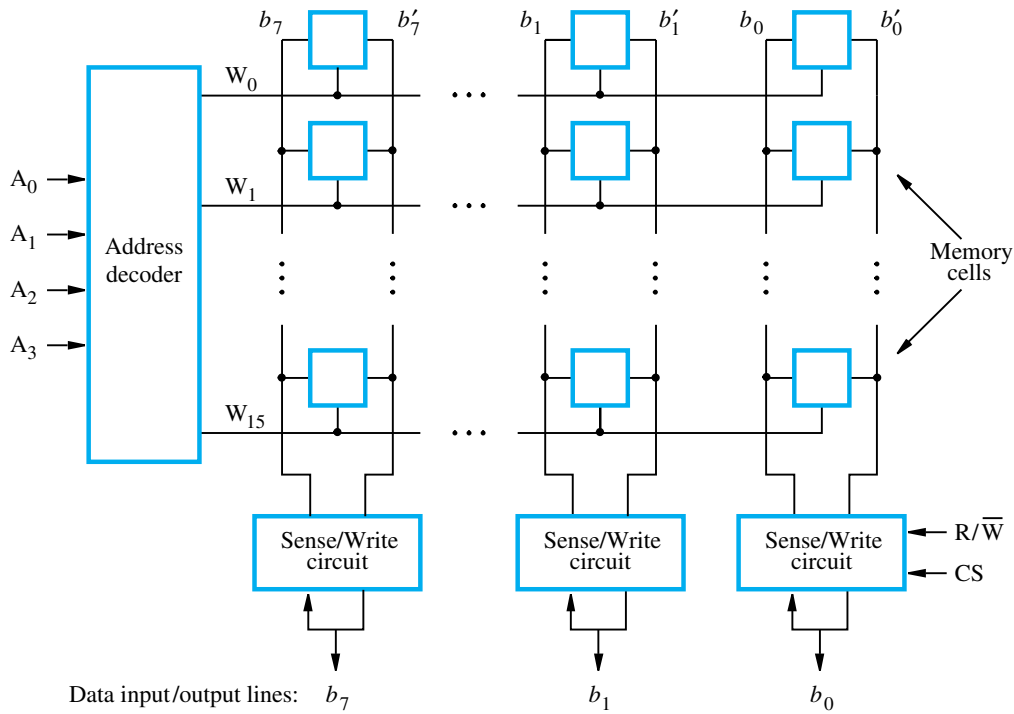 b₇ b′₇ b₁ b′₁ b₀ b′₀
W₀
• • •
W₁
• • •
A₀
A₁
A₂
A₃
Address
decoder
Memory
cells
W₁₅
• • •
Sense/Write
circuit
Sense/Write
circuit
Sense/Write
circuit
R/W̅
CS
Data input/output lines: b₇ b₁ b₀